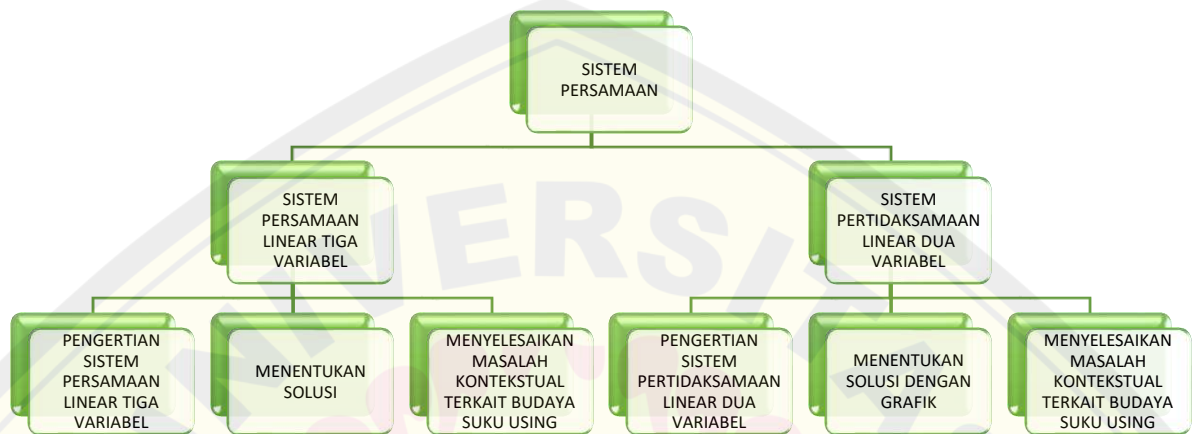 SISTEM
PERSAMAAN
SISTEM
PERSAMAAN
LINEAR TIGA
VARIABEL
SISTEM
PERTIDAKSAMAAN
LINEAR DUA
VARIABEL
PENGERTIAN
SISTEM
PERSAMAAN
LINEAR TIGA
VARIABEL
MENENTUKAN
SOLUSI
MENYELESAIKAN
MASALAH
KONTEKSTUAL
TERKAIT BUDAYA
SUKU USING
PENGERTIAN
SISTEM
PERTIDAKSAMAAN
LINEAR DUA
VARIABEL
MENENTUKAN
SOLUSI DENGAN
GRAFIK
MENYELESAIKAN
MASALAH
KONTEKSTUAL
TERKAIT BUDAYA
SUKU USING